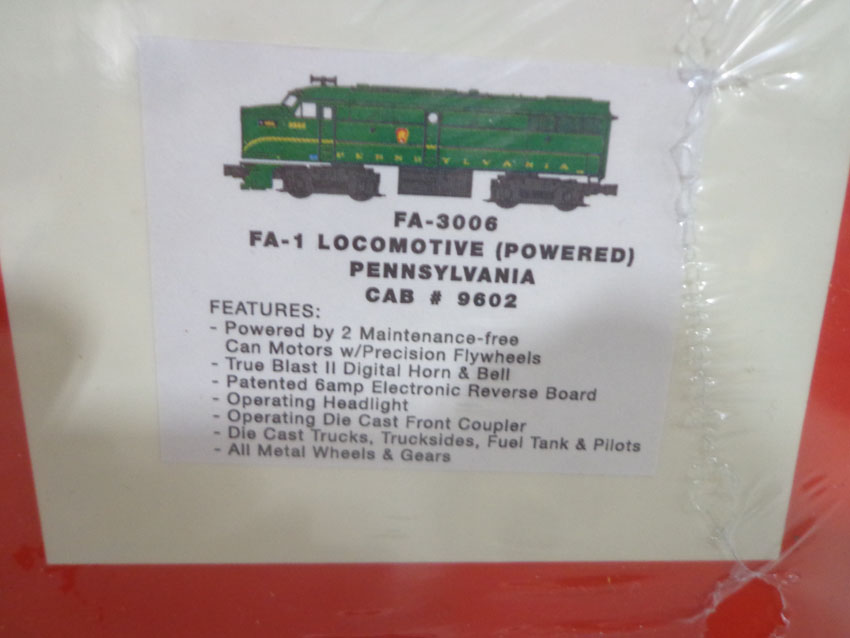 PENNSYLVANIA
FA-3006
FA-1 LOCOMOTIVE (POWERED)
PENNSYLVANIA
CAB # 9602
FEATURES:
- Powered by 2 Maintenance-free
Can Motors w/Precision Flywheels
- True Blast II Digital Horn & Bell
- Patented 6amp Electronic Reverse Board
- Operating Headlight
- Operating Die Cast Front Coupler
- Die Cast Trucks, Trucksides, Fuel Tank & Pilots
- All Metal Wheels & Gears